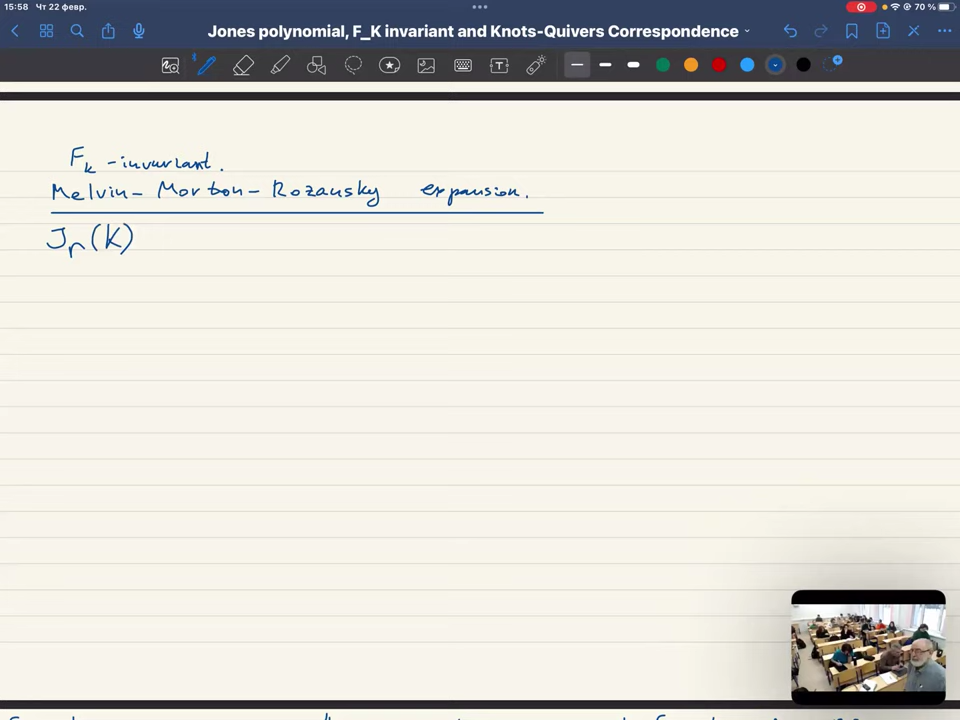 15:58 Чт 22 февр.
70 %
Jones polynomial, F_K invariant and Knots-Quivers Correspondence
F_k - invariant.
Melvin - Morton - Rozansky expansion.
J_n(K)